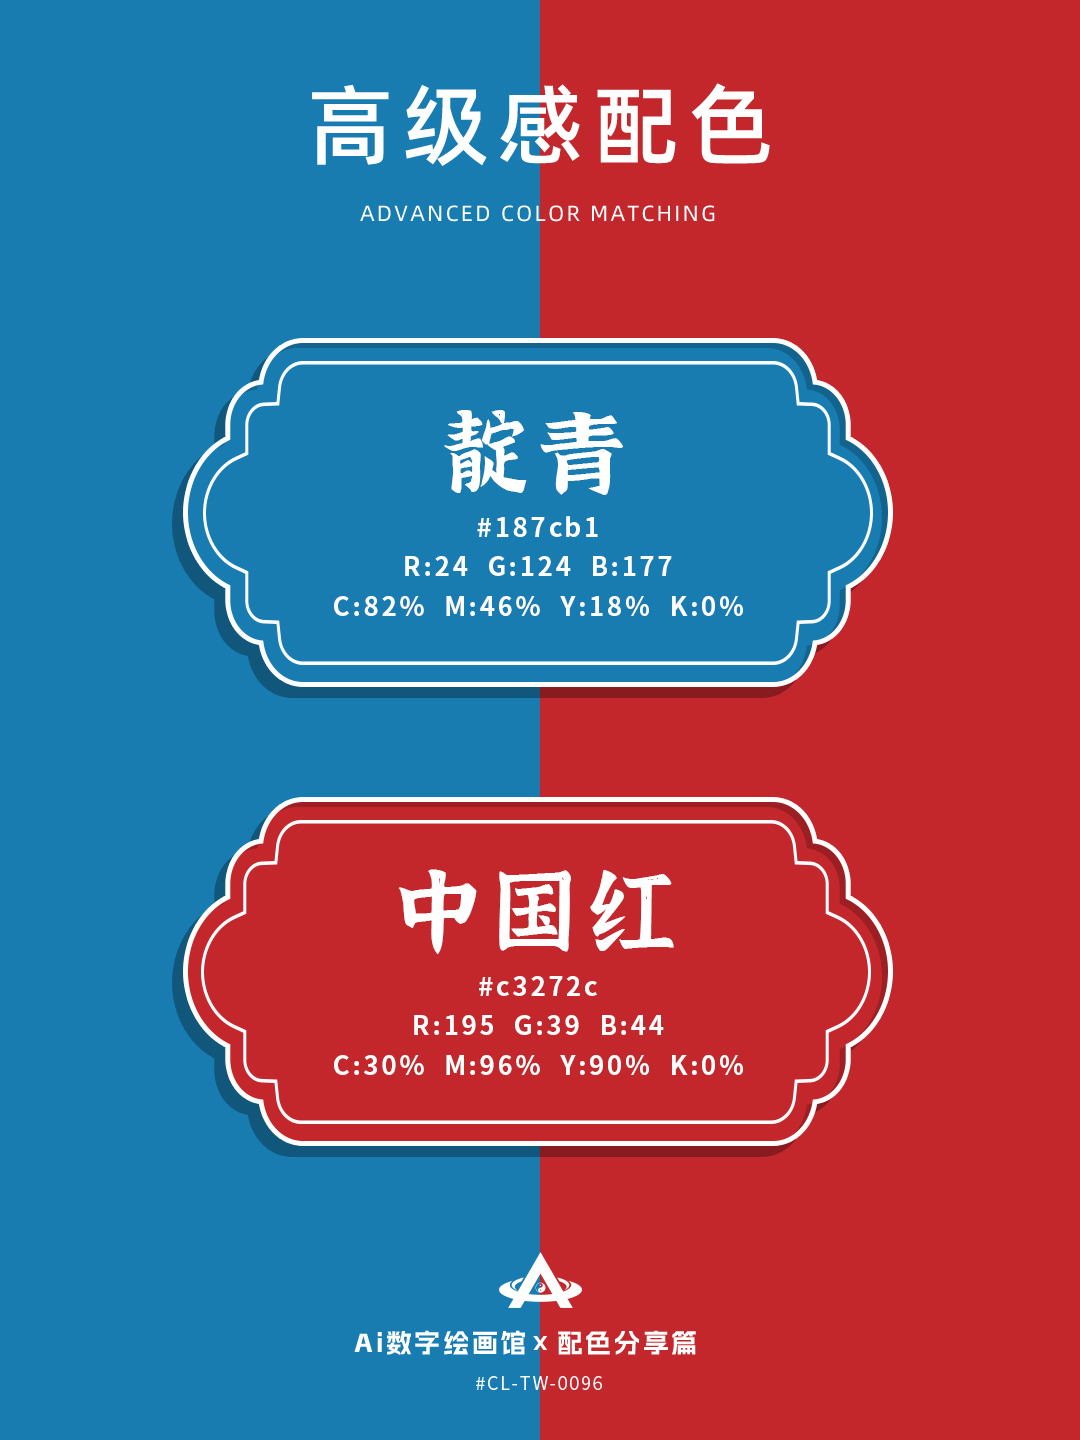 高级感配色
ADVANCED COLOR MATCHING
靛青
#187cb1
R:24 G:124 B:177
C:82% M:46% Y:18% K:0%
中国红
#c3272c
R:195 G:39 B:44
C:30% M:96% Y:90% K:0%
Ai数字绘画馆 x 配色分享篇
#CL-TW-0096